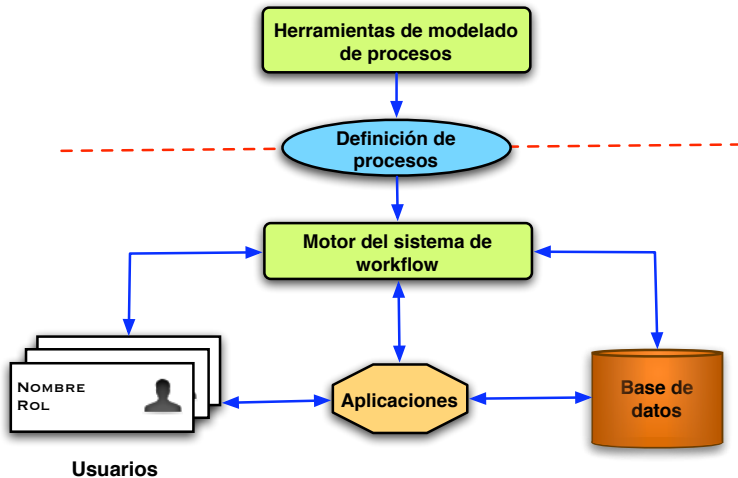 Herramientas de modelado
de procesos
Definición de
procesos
Motor del sistema de
workflow
NOMBRE
ROL
Aplicaciones
Base de
datos
Usuarios